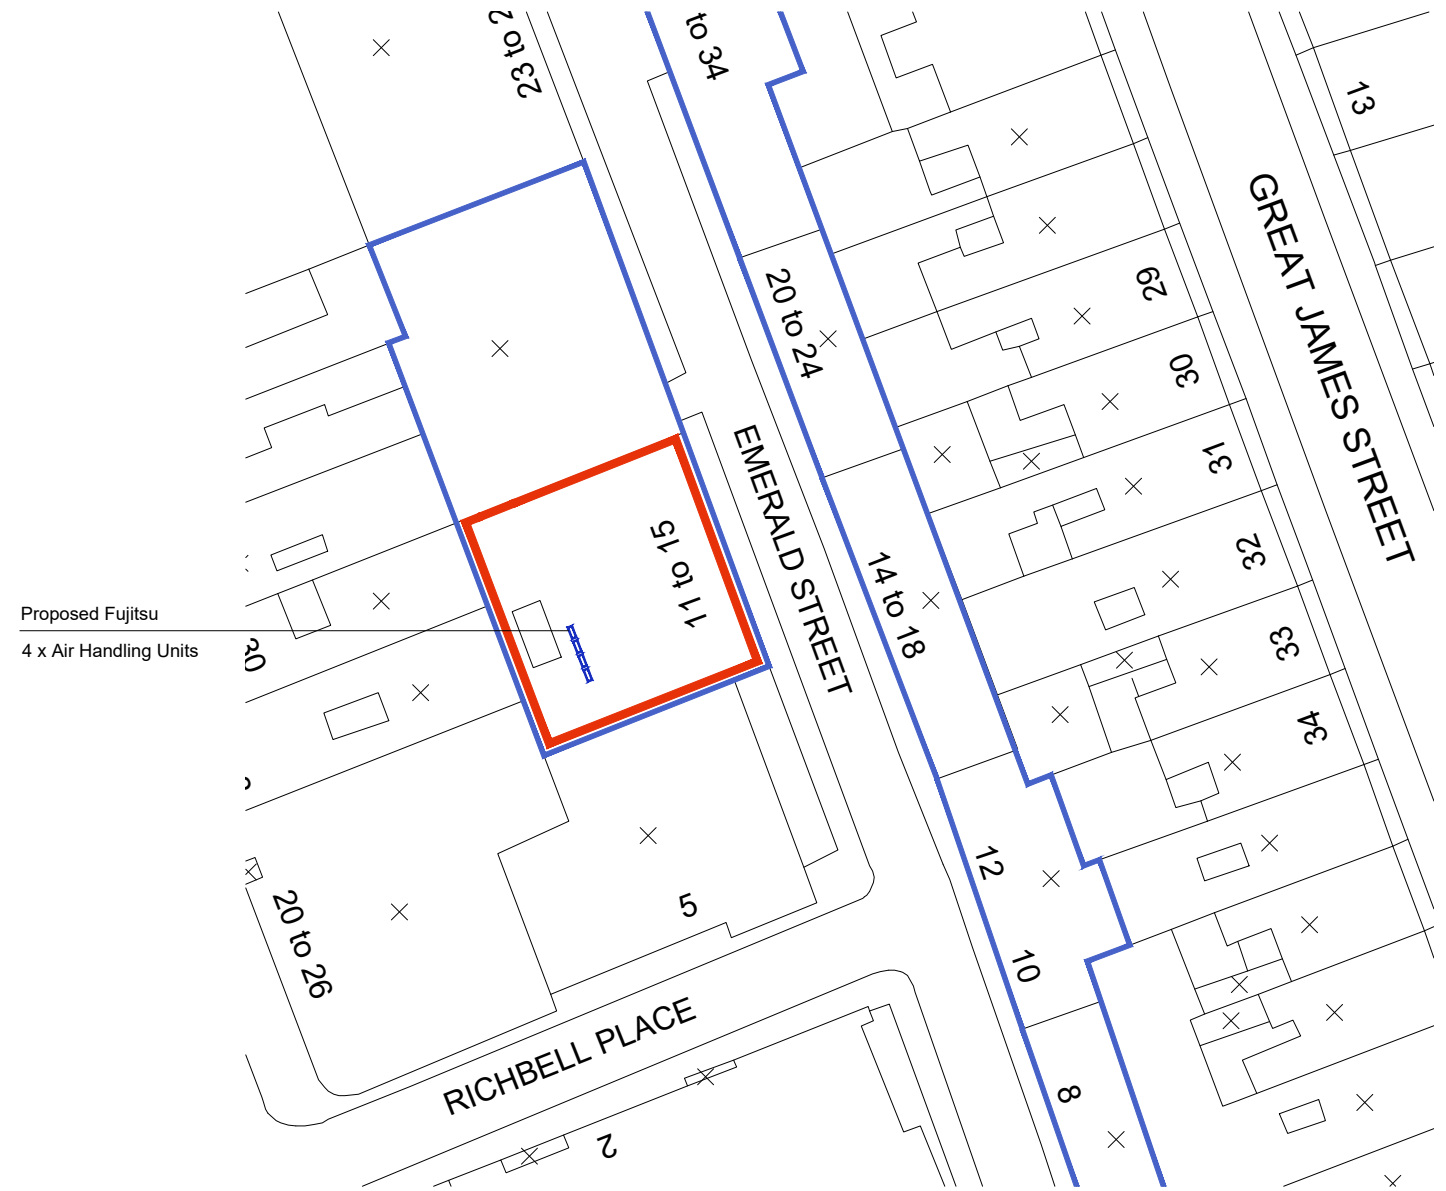 23 to 2
to 34
13
GREAT JAMES STREET
20 to 24
29
30
31
EMERALD STREET
11 to 15
32
14 to 18
33
Proposed Fujitsu
4 x Air Handling Units
30
34
12
5
20 to 26
10
RICHBELL PLACE
8
2